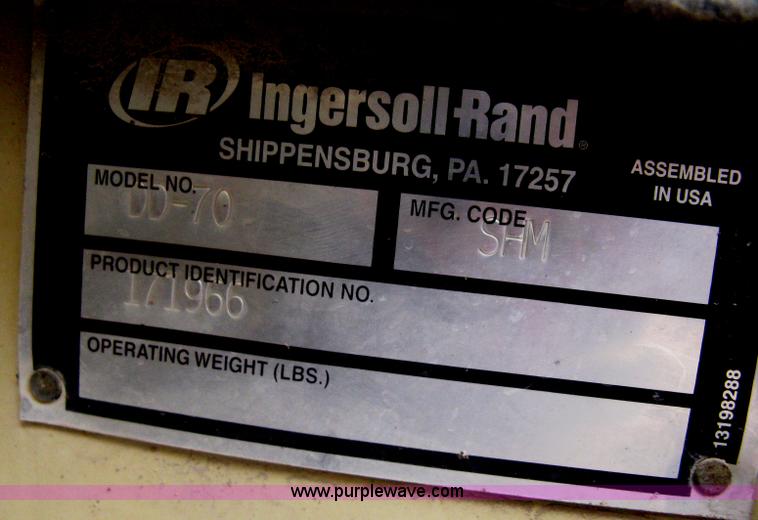 IR Ingersoll-Rand®
SHIPPENSBURG, PA. 17257
ASSEMBLED
IN USA
MODEL NO.
DD-70
MFG. CODE
SHM
PRODUCT IDENTIFICATION NO.
171966
OPERATING WEIGHT (LBS.)
13198288
www.purplewave.com